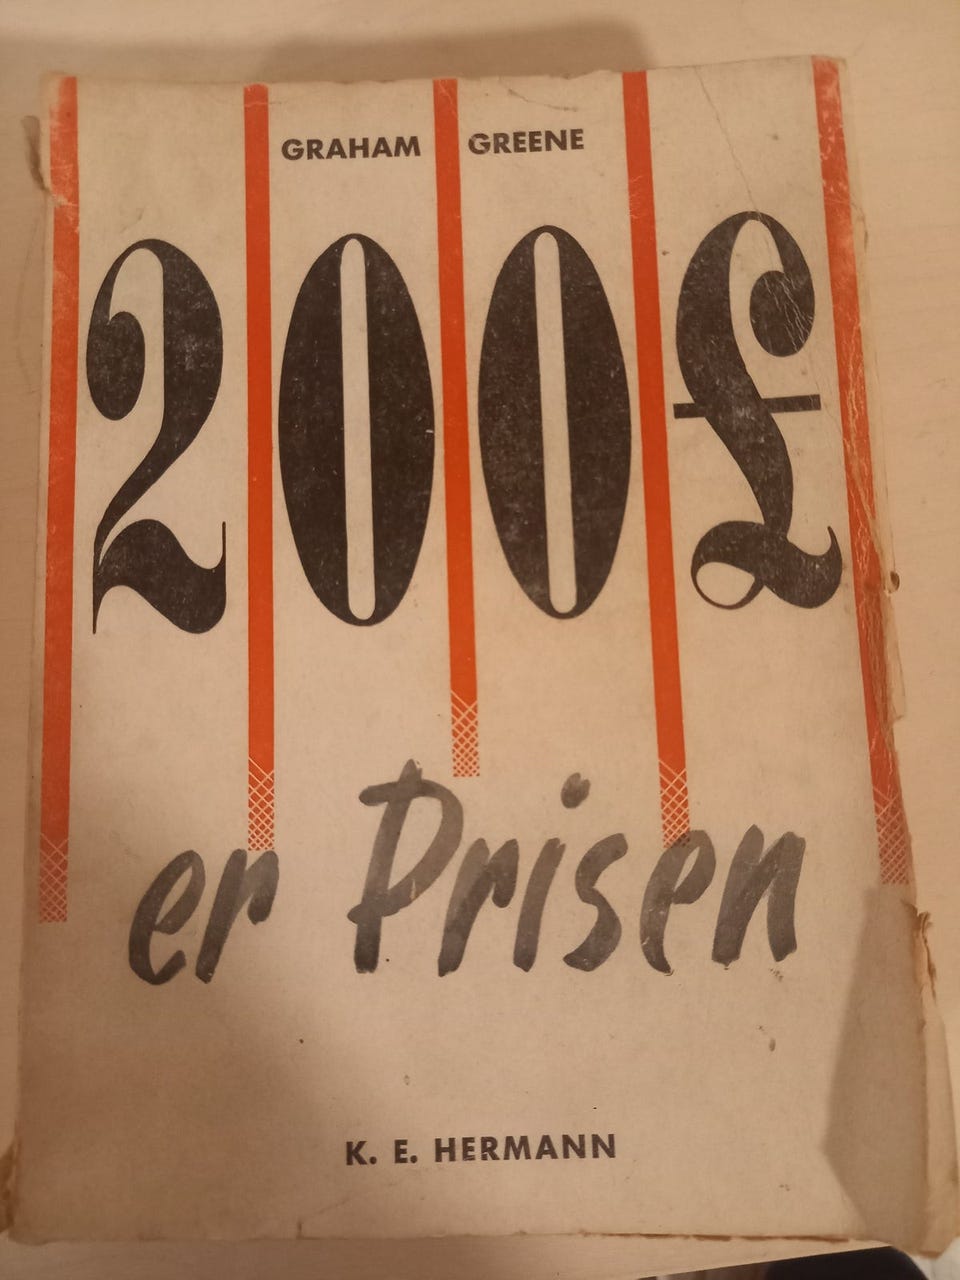 GRAHAM GREENE
200£
er Prisen
K. E. HERMANN